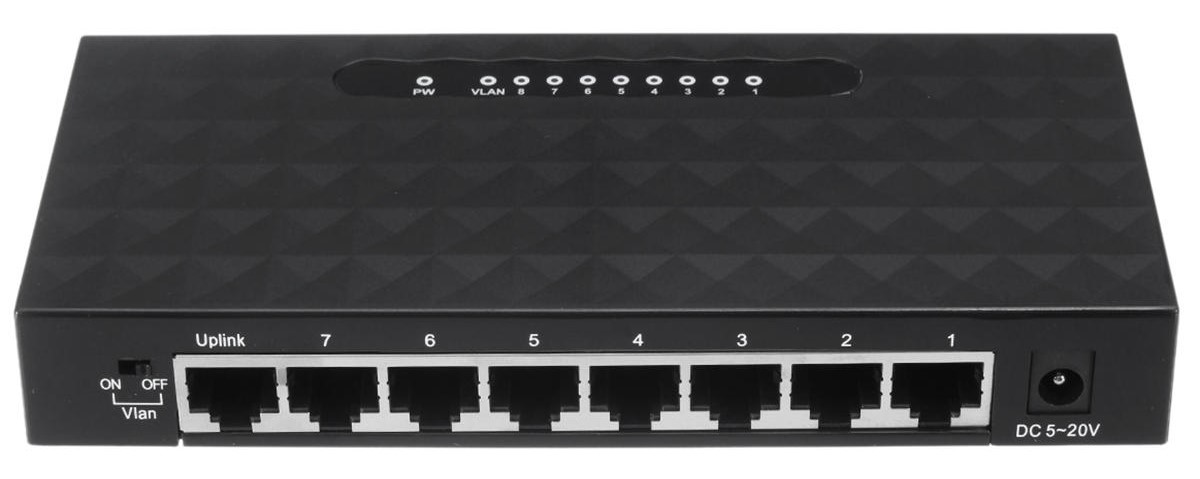 PW VLAN 8 7 6 5 4 3 2 1
Uplink 7 6 5 4 3 2 1
ON OFF
Vlan
DC 5~20V